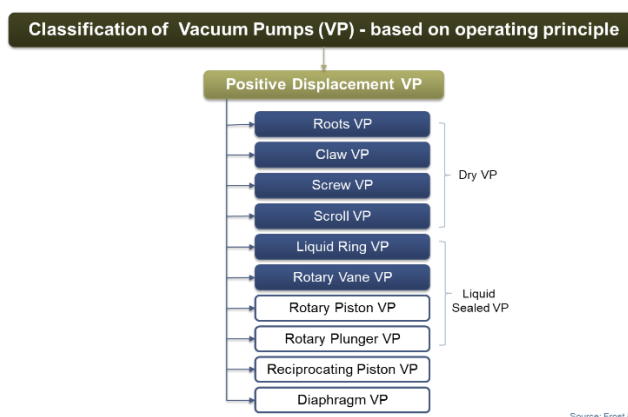 Classification of Vacuum Pumps (VP) - based on operating principle
Positive Displacement VP
Roots VP
Claw VP
Screw VP
Scroll VP
Dry VP
Liquid Ring VP
Rotary Vane VP
Rotary Piston VP
Rotary Plunger VP
Liquid
Sealed VP
Reciprocating Piston VP
Diaphragm VP
Source: Frost